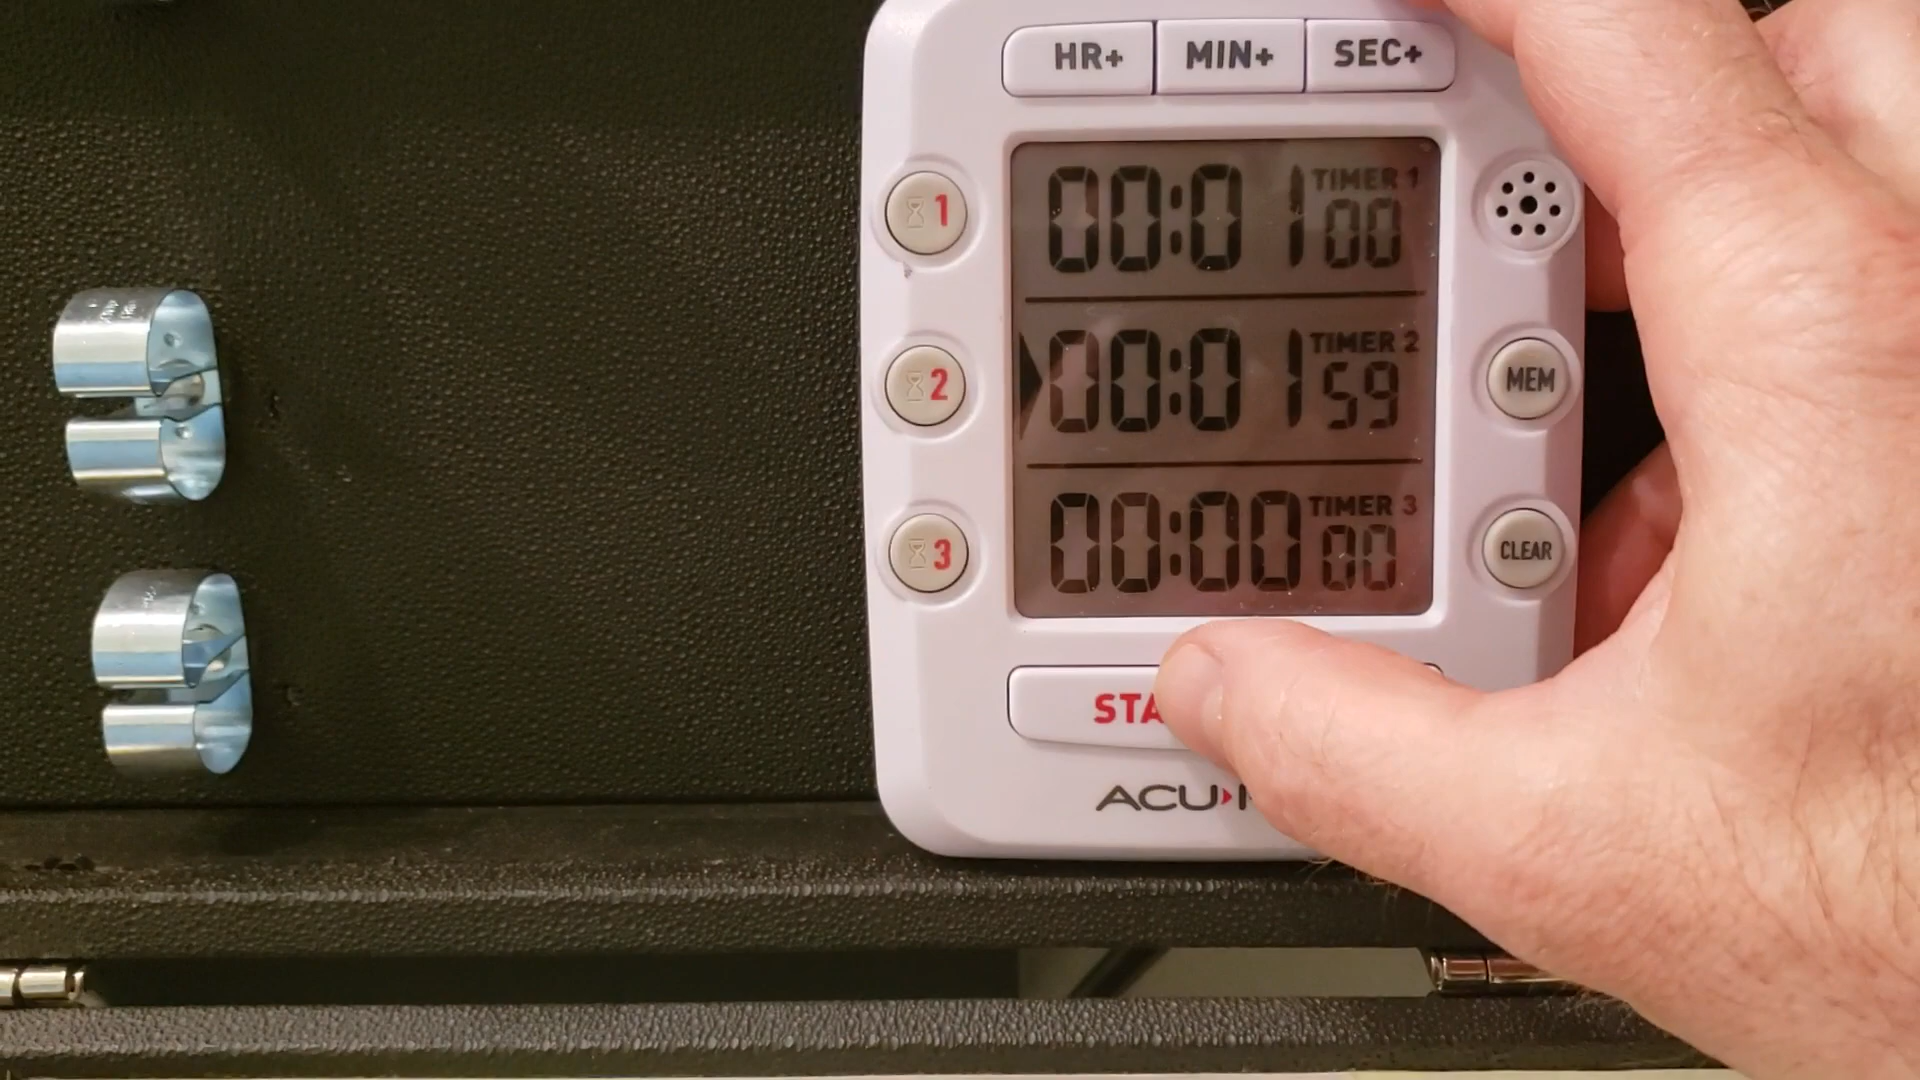 HR+ MIN+ SEC+
1 00:01 TIMER 1 00
2 00:01 TIMER 2 59 MEM
3 00:00 TIMER 3 00 CLEAR
STA
ACU